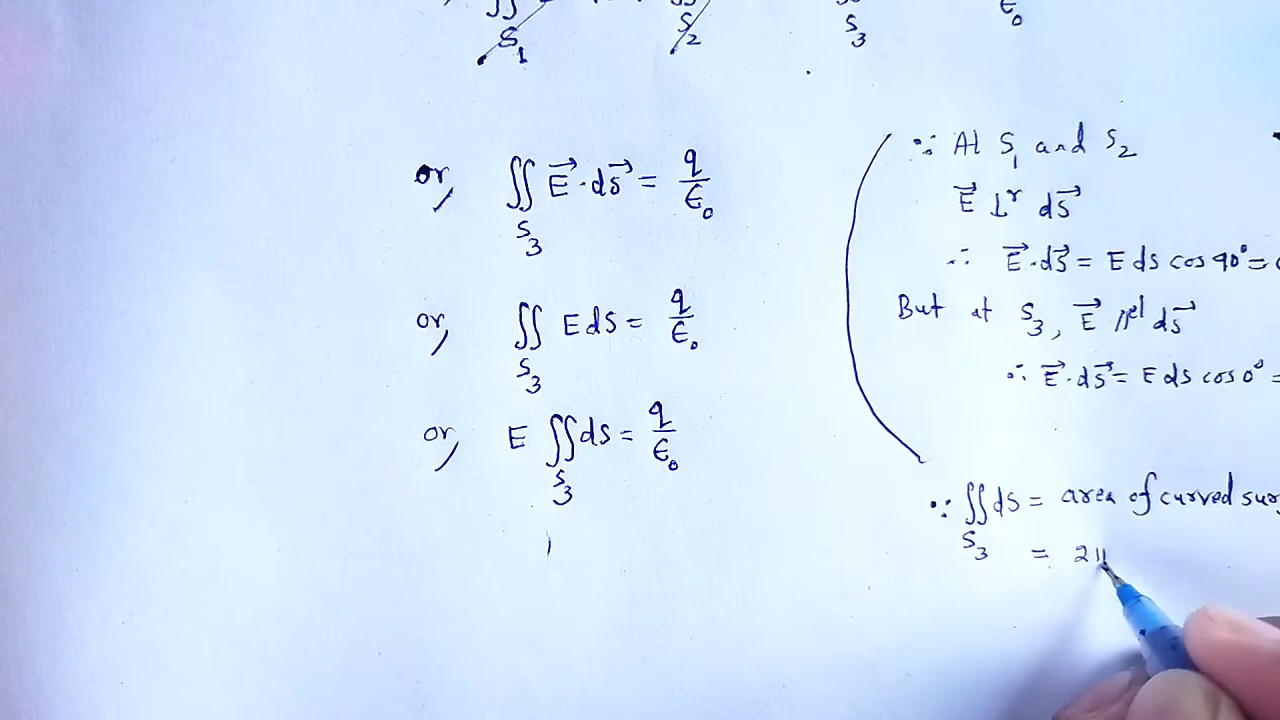 ∬ S₁ ∬ S₂ ∬ S₃ ϵ₀
or, ∬ S₃ E⃗·ds⃗ = q/ϵ₀
or, ∬ S₃ E ds = q/ϵ₀
or, E ∬ S₃ ds = q/ϵ₀
∵ At S₁ and S₂
E⃗ ⊥ʳ ds⃗
∴ E⃗·ds⃗ = E ds cos 90° =
But at S₃, E⃗ ∥ᵉˡ ds⃗
∴ E⃗·ds⃗ = E ds cos 0° =
∵ ∬ S₃ ds = area of curved sur
= 2